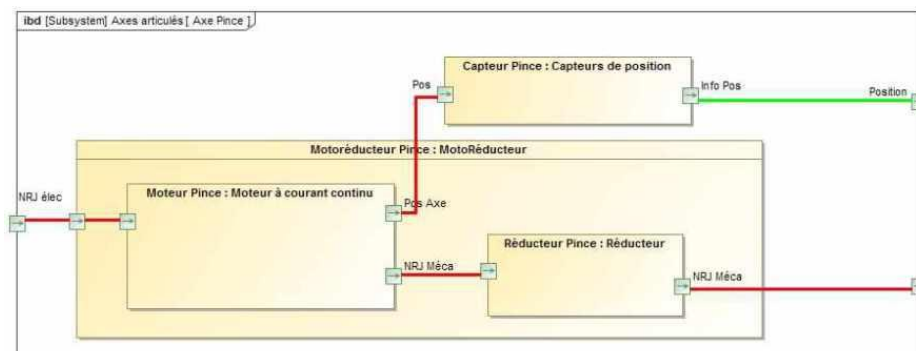 ibd [Subsystem] Axes articulés [ Axe Pince ]
Capteur Pince : Capteurs de position
Pos
Info Pos
Position
Motoréducteur Pince : MotoRéducteur
NRJ élec
Moteur Pince : Moteur à courant continu
Pos Axe
Réducteur Pince : Réducteur
NRJ Méca
NRJ Méca